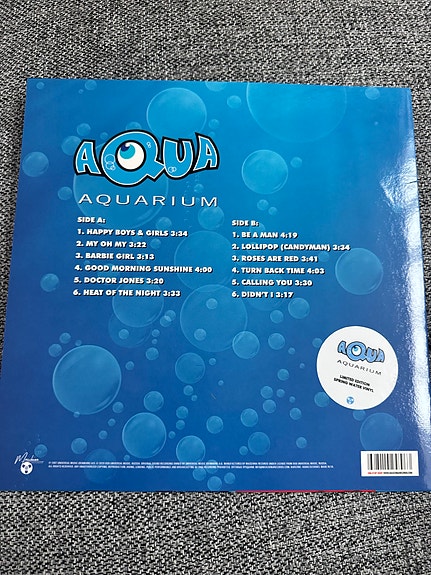 AQUA
AQUARIUM
SIDE A:
1. HAPPY BOYS & GIRLS 3:34
2. MY OH MY 3:22
3. BARBIE GIRL 3:13
4. GOOD MORNING SUNSHINE 4:00
5. DOCTOR JONES 3:20
6. HEAT OF THE NIGHT 3:33
SIDE B:
1. BE A MAN 4:19
2. LOLLIPOP (CANDYMAN) 3:34
3. ROSES ARE RED 3:41
4. TURN BACK TIME 4:03
5. CALLING YOU 3:30
6. DIDN'T I 3:17
AQUA
AQUARIUM
LIMITED EDITION
SPRING WATER VINYL